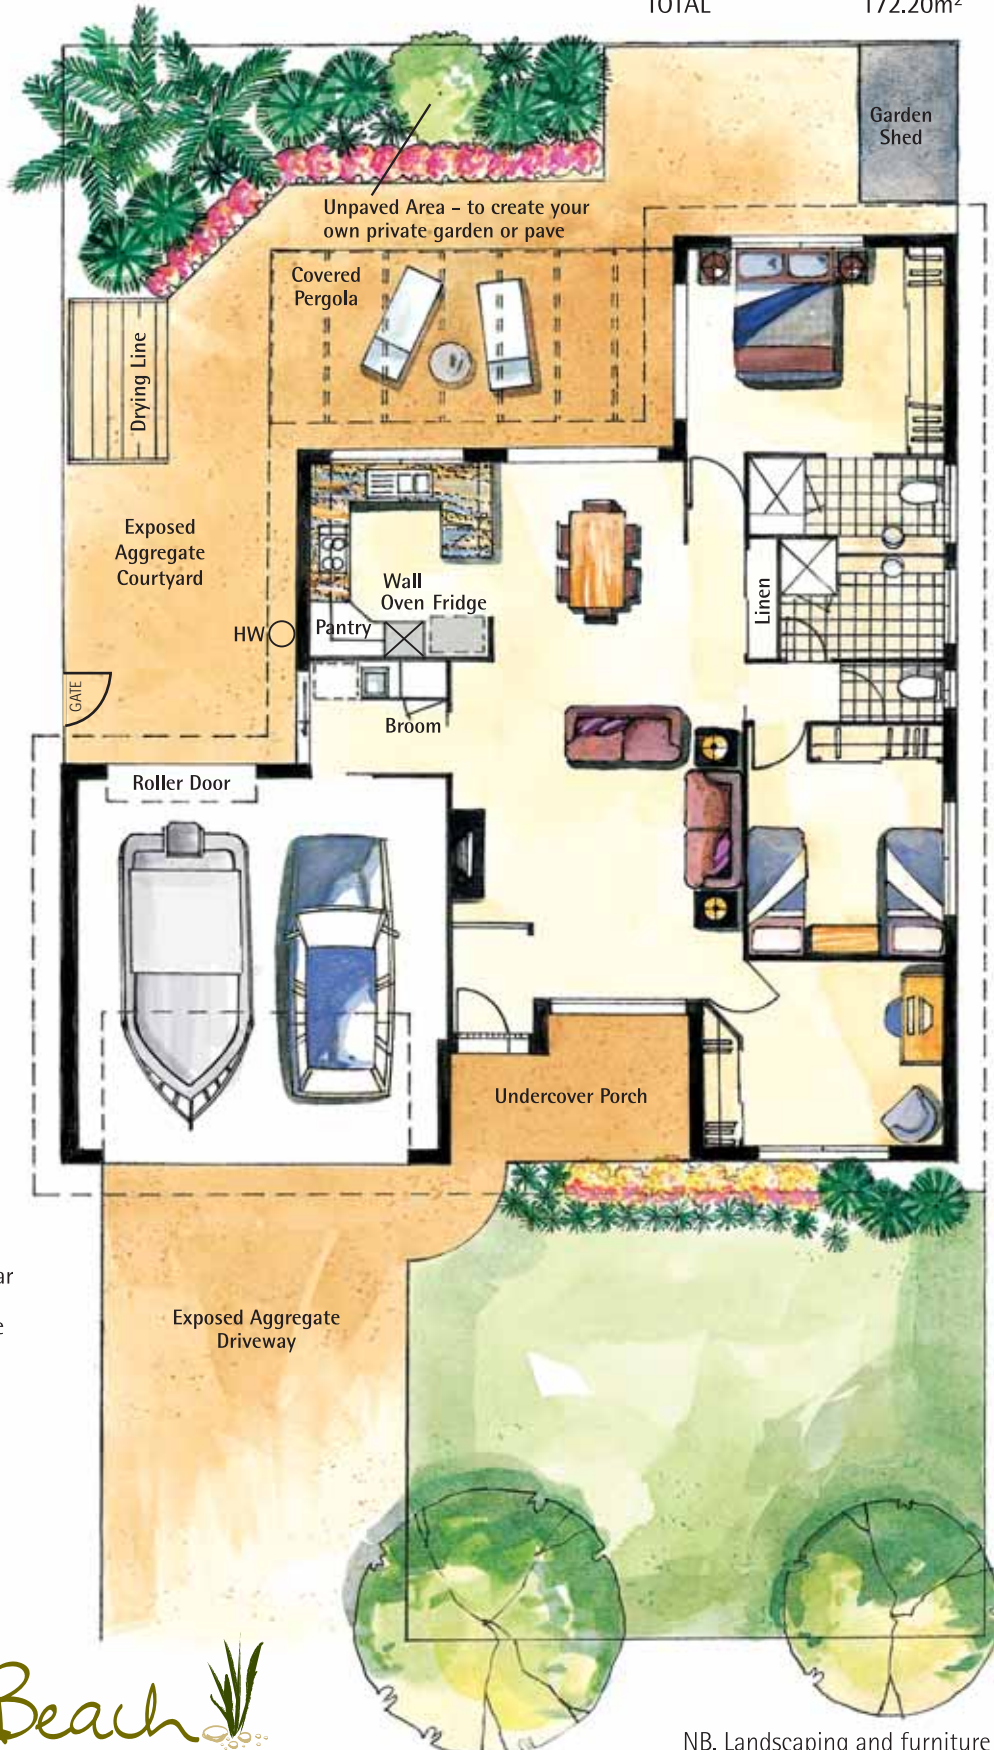 TOTAL 172.20m²
Garden
Shed
Unpaved Area - to create your
own private garden or pave
Covered
Pergola
Drying Line
Exposed
Aggregate
Courtyard
Wall
Oven Fridge
Linen
HW
Pantry
GATE
Broom
Roller Door
Undercover Porch
ar
Exposed Aggregate
e
Driveway
Beach
NB. Landscaping and furniture